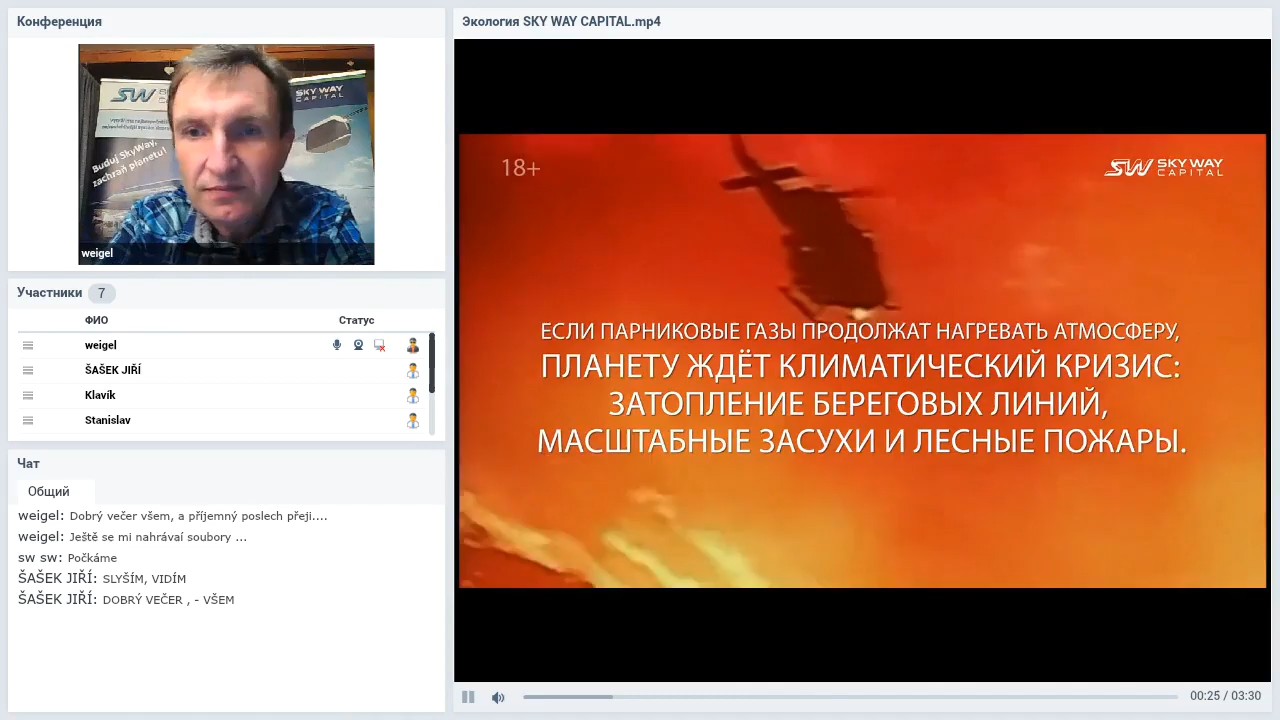 Конференция
SW
SKY WAY
CAPITAL
Buduj SkyWay,
zachraň planetu!
weigel
Участники 7
ФИО Статус
weigel
ŠAŠEK JIŘÍ
Klavík
Stanislav
Чат
Общий
weigel: Dobrý večer všem, a příjemný poslech přeji....
weigel: Ještě se mi nahrávaí soubory ...
sw sw: Počkáme
ŠAŠEK JIŘÍ: SLYŠÍM, VIDÍM
ŠAŠEK JIŘÍ: DOBRÝ VEČER , - VŠEM
Экология SKY WAY CAPITAL.mp4
18+
SW SKY WAY
CAPITAL
ЕСЛИ ПАРНИКОВЫЕ ГАЗЫ ПРОДОЛЖАТ НАГРЕВАТЬ АТМОСФЕРУ,
ПЛАНЕТУ ЖДЁТ КЛИМАТИЧЕСКИЙ КРИЗИС:
ЗАТОПЛЕНИЕ БЕРЕГОВЫХ ЛИНИЙ,
МАСШТАБНЫЕ ЗАСУХИ И ЛЕСНЫЕ ПОЖАРЫ.
00:25 / 03:30